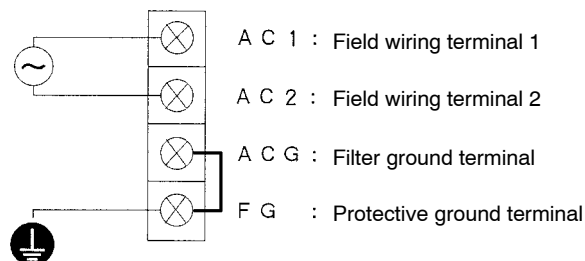 AC1 : Field wiring terminal 1
AC2 : Field wiring terminal 2
ACG : Filter ground terminal
FG : Protective ground terminal